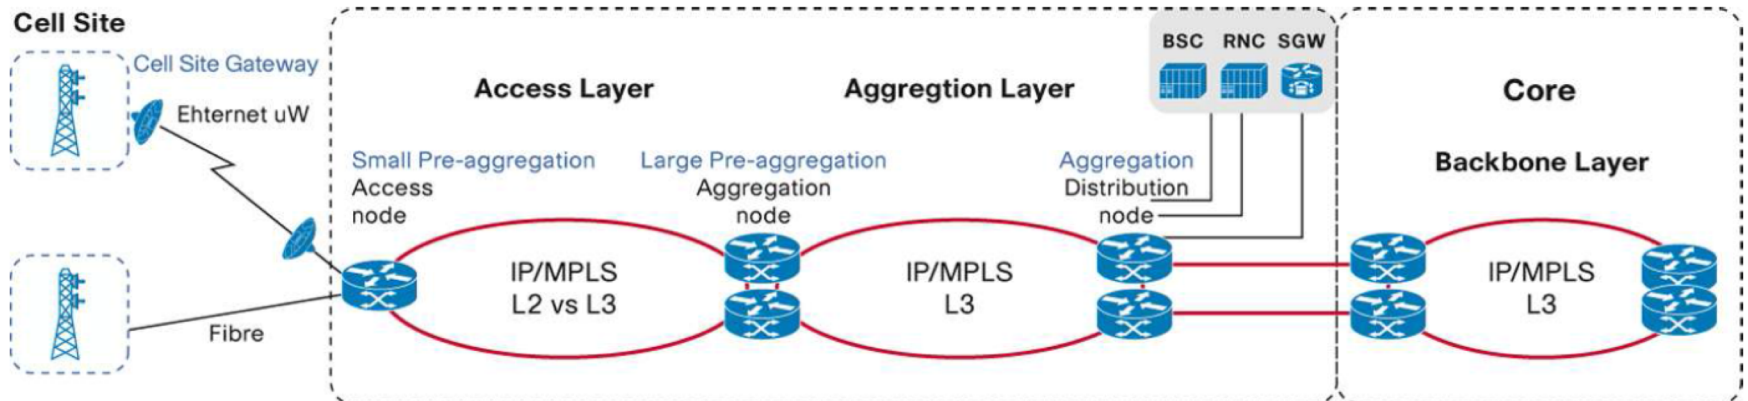 Cell Site
Cell Site Gateway
Ehternet uW
Fibre
Access Layer
Small Pre-aggregation
Access
node
IP/MPLS
L2 vs L3
Aggregtion Layer
Large Pre-aggregation
Aggregation
node
IP/MPLS
L3
BSC RNC SGW
Aggregation
Distribution
node
Core
Backbone Layer
IP/MPLS
L3